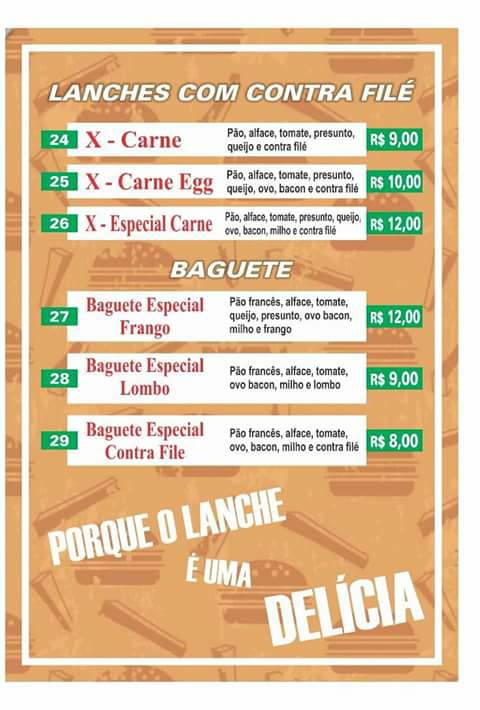 LANCHES COM CONTRA FILÉ
24 X - Carne Pão, alface, tomate, presunto, R$ 9,00
queijo e contra filé
25 X - Carne Egg Pão, alface, tomate, presunto, R$ 10,00
queijo, ovo, bacon e contra filé
26 X - Especial Carne Pão, alface, tomate, presunto, queijo, R$ 12,00
ovo, bacon, milho e contra filé
BAGUETE
27 Baguete Especial Pão francês, alface, tomate, R$ 12,00
Frango queijo, presunto, ovo bacon,
milho e frango
28 Baguete Especial Pão francês, alface, tomate, R$ 9,00
Lombo ovo bacon, milho e lombo
29 Baguete Especial Pão francês, alface, tomate, R$ 8,00
Contra File ovo, bacon, milho e contra filé
PORQUE O LANCHE
É UMA
DELÍCIA